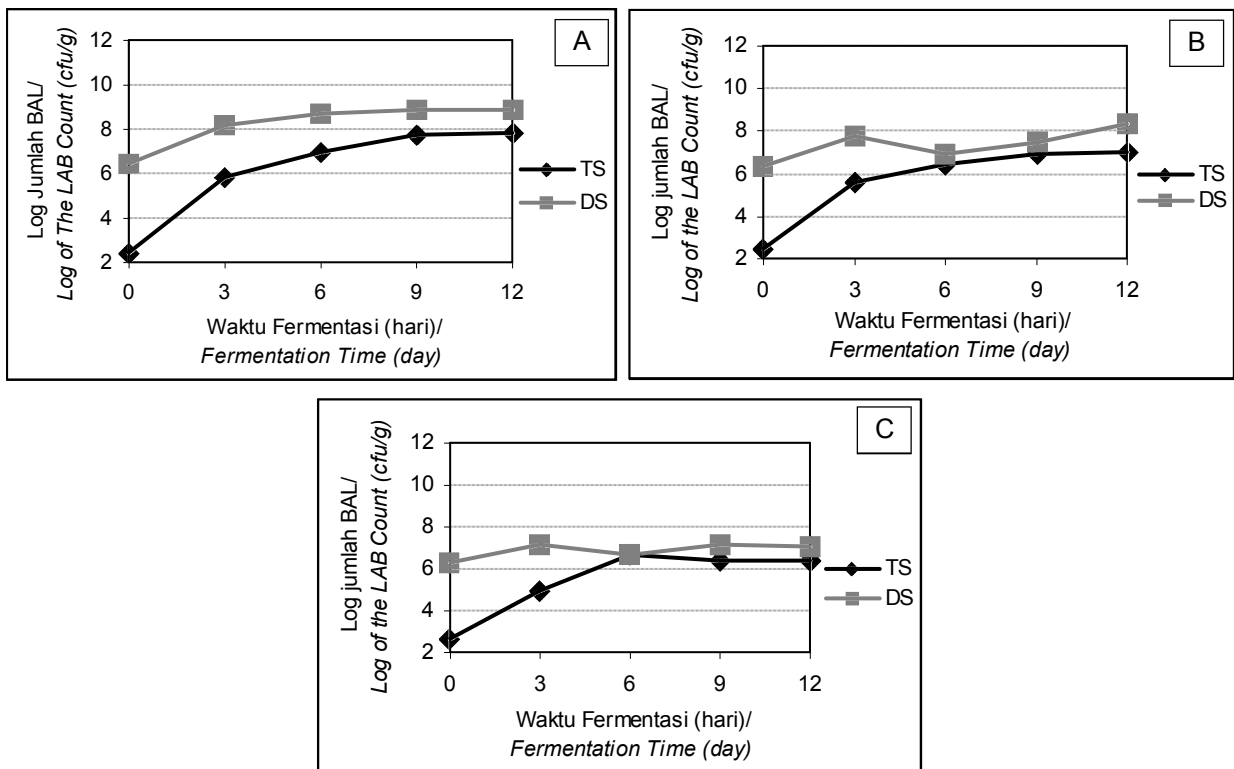 A
Log Jumlah BAL/
Log of The LAB Count (cfu/g)
12
10
8
6
4
2
0 3 6 9 12
Waktu Fermentasi (hari)/
Fermentation Time (day)
TS
DS
B
Log jumlah BAL/
Log of the LAB Count (cfu/g)
12
10
8
6
4
2
0 3 6 9 12
Waktu Fermentasi (hari)/
Fermentation Time (day)
TS
DS
C
Log jumlah BAL/
Log of the LAB Count (cfu/g)
12
10
8
6
4
2
0 3 6 9 12
Waktu Fermentasi (hari)/
Fermentation Time (day)
TS
DS